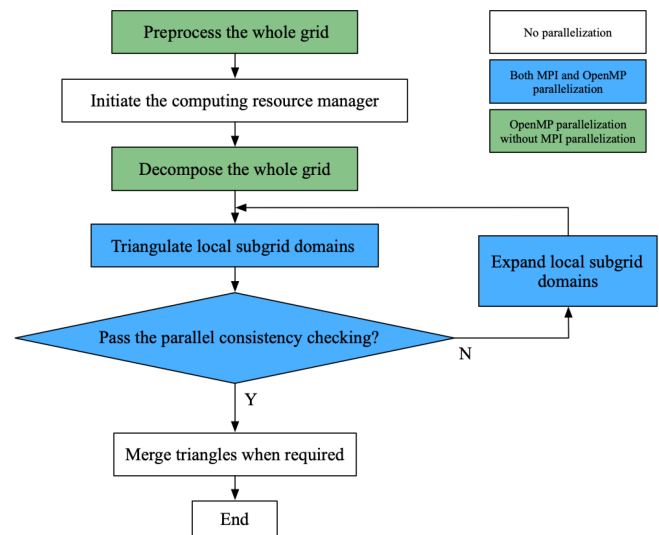 Preprocess the whole grid
Initiate the computing resource manager
Decompose the whole grid
Triangulate local subgrid domains
Pass the parallel consistency checking?
N
Expand local subgrid
domains
Y
Merge triangles when required
End
No parallelization
Both MPI and OpenMP
parallelization
OpenMP parallelization
without MPI parallelization